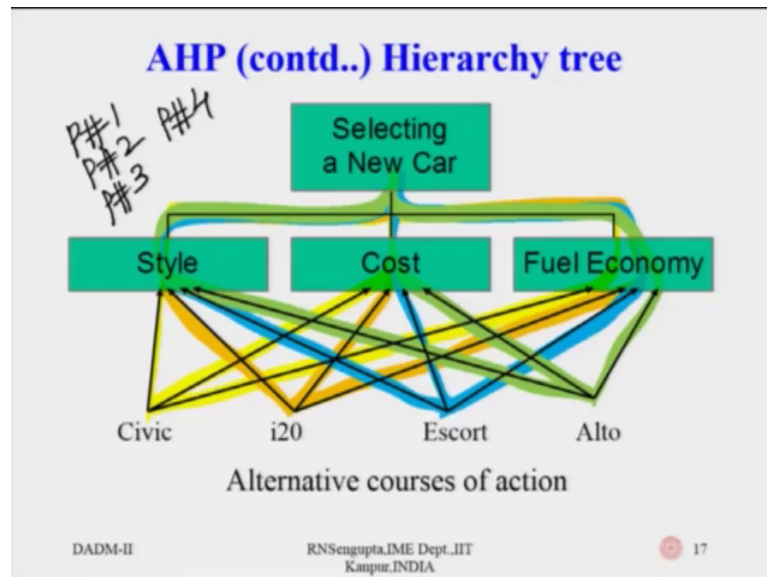 AHP (contd..) Hierarchy tree
P#1
P#2 P#4
P#3
Selecting
a New Car
Style Cost Fuel Economy
Civic i20 Escort Alto
Alternative courses of action
DADM-II RNSengupta,IME Dept.,IIT Kanpur,INDIA 17